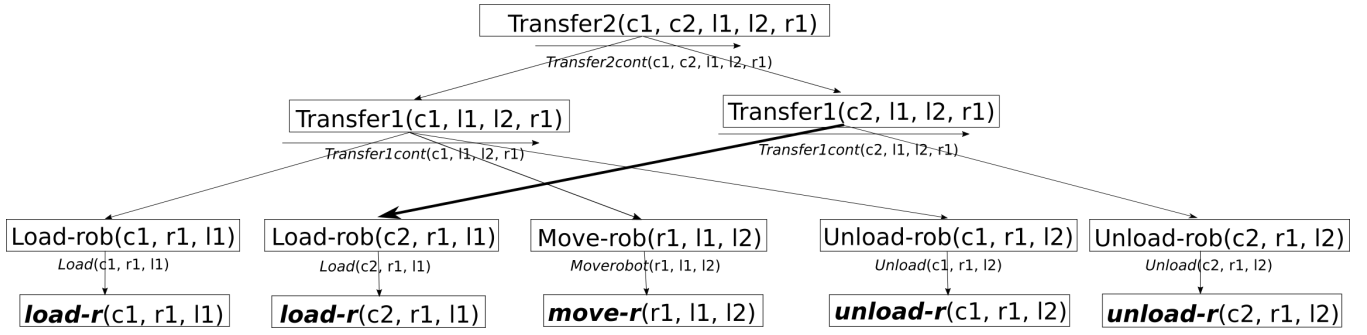 Transfer2(c1, c2, l1, l2, r1)
Transfer2cont(c1, c2, l1, l2, r1)
Transfer1(c1, l1, l2, r1)
Transfer1(c2, l1, l2, r1)
Transfer1cont(c1, l1, l2, r1)
Transfer1cont(c2, l1, l2, r1)
Load-rob(c1, r1, l1)
Load-rob(c2, r1, l1)
Move-rob(r1, l1, l2)
Unload-rob(c1, r1, l2)
Unload-rob(c2, r1, l2)
Load(c1, r1, l1)
Load(c2, r1, l1)
Moverobot(r1, l1, l2)
Unload(c1, r1, l2)
Unload(c2, r1, l2)
load-r(c1, r1, l1)
load-r(c2, r1, l1)
move-r(r1, l1, l2)
unload-r(c1, r1, l2)
unload-r(c2, r1, l2)